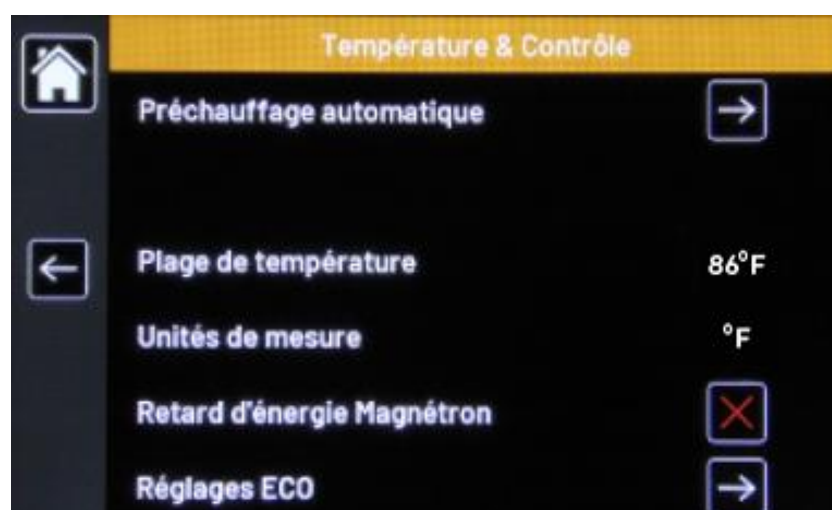 Température & Contrôle
Préchauffage automatique
Plage de température 86°F
Unités de mesure °F
Retard d'énergie Magnétron
Réglages ECO